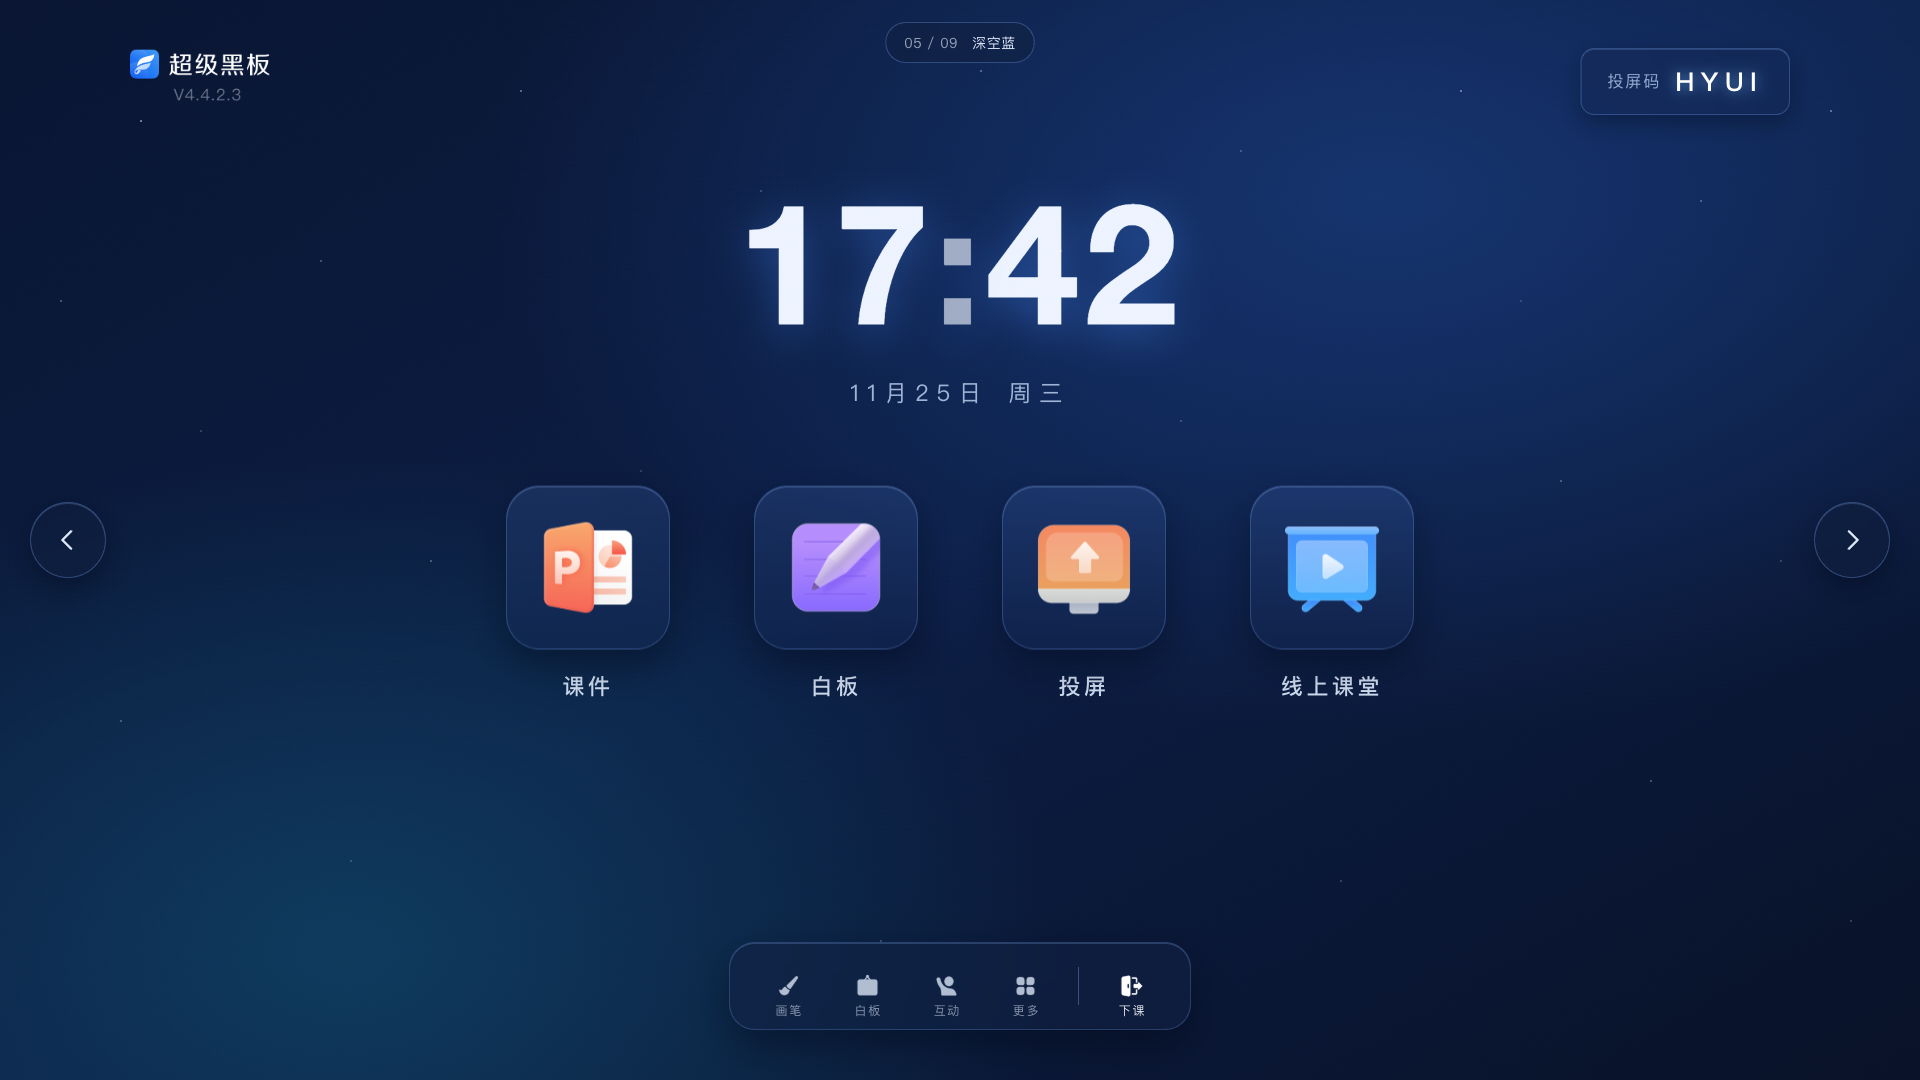 超级黑板
V4.4.2.3
05 / 09 深空蓝
投屏码 HYUI
17:42
11月25日 周三
P
课件
白板
投屏
线上课堂
画笔
白板
互动
更多
下课